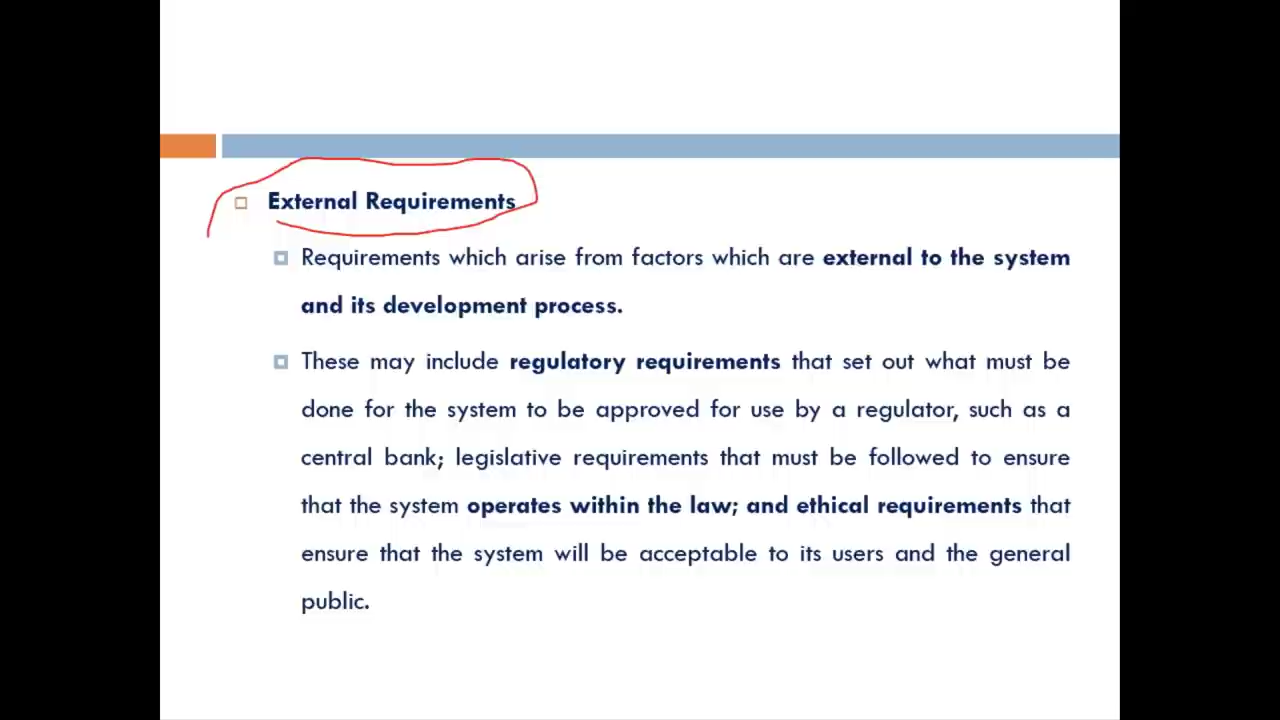 External Requirements
Requirements which arise from factors which are external to the system
and its development process.
These may include regulatory requirements that set out what must be
done for the system to be approved for use by a regulator, such as a
central bank; legislative requirements that must be followed to ensure
that the system operates within the law; and ethical requirements that
ensure that the system will be acceptable to its users and the general
public.